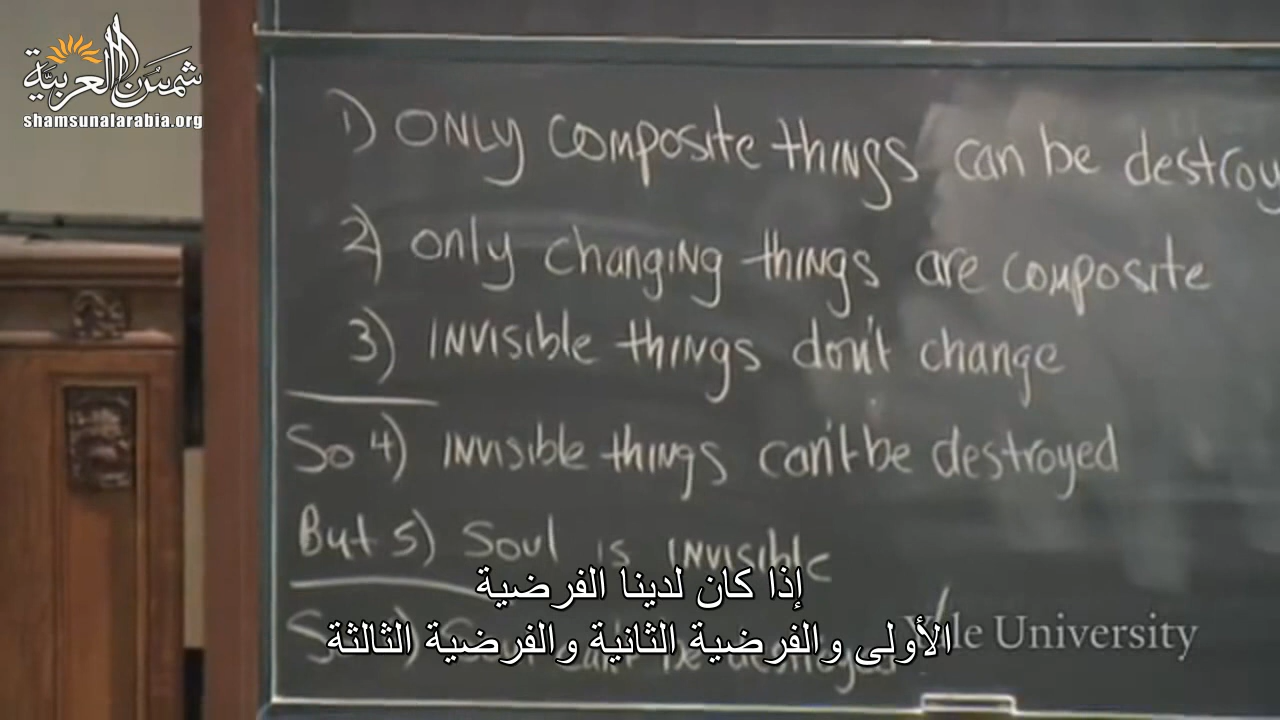 شمس العربية
shamsunalarabia.org
1) ONLY composite things can be destroy
2) only changing things are composite
3) INVISIBLE things don't change
So 4) INVISIBLE things can't be destroyed
But 5) Soul is INVISIBLE
إذا كان لدينا الفرضية
الأولى والفرضية الثانية والفرضية الثالثة
University
be destroyed